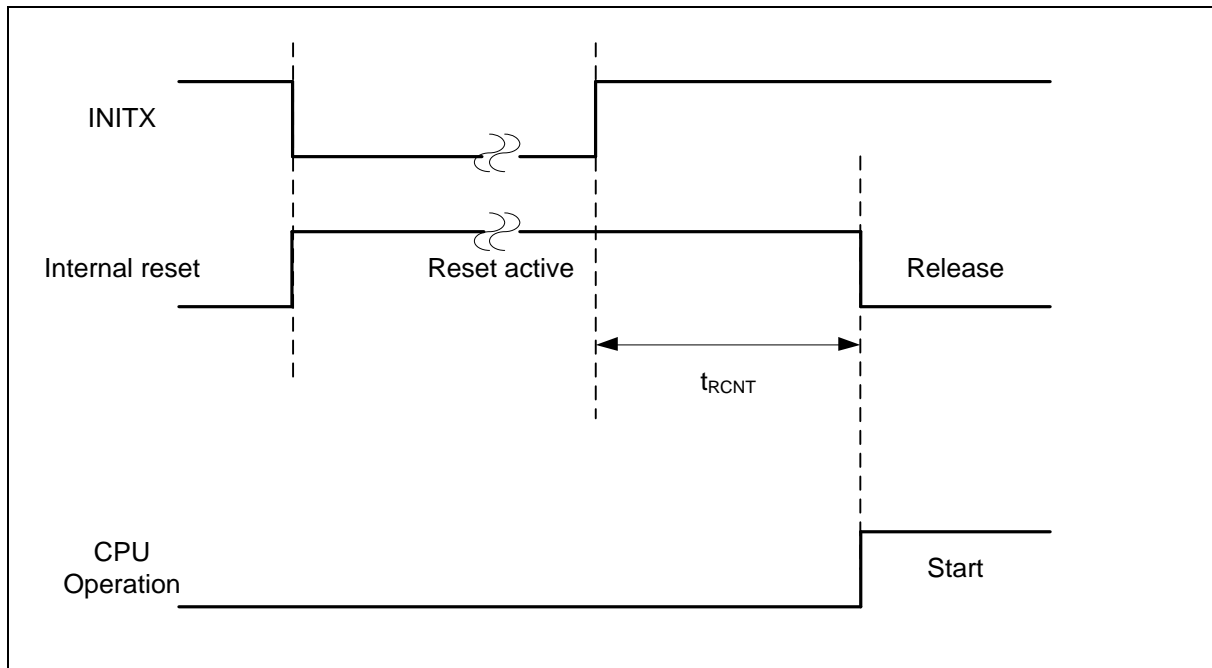 INITX
Internal reset
Reset active
Release
tRCNT
CPU
Operation
Start